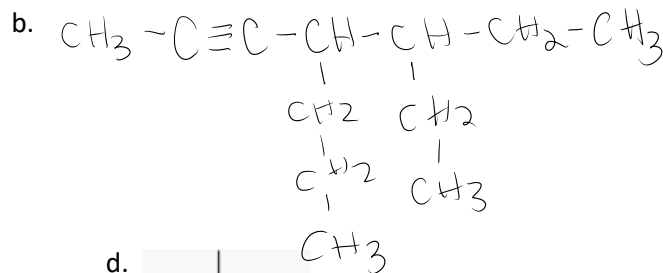 b. CH3-C≡C-CH-CH-CH2-CH3
CH2 CH2
CH2 CH3
CH3
d.